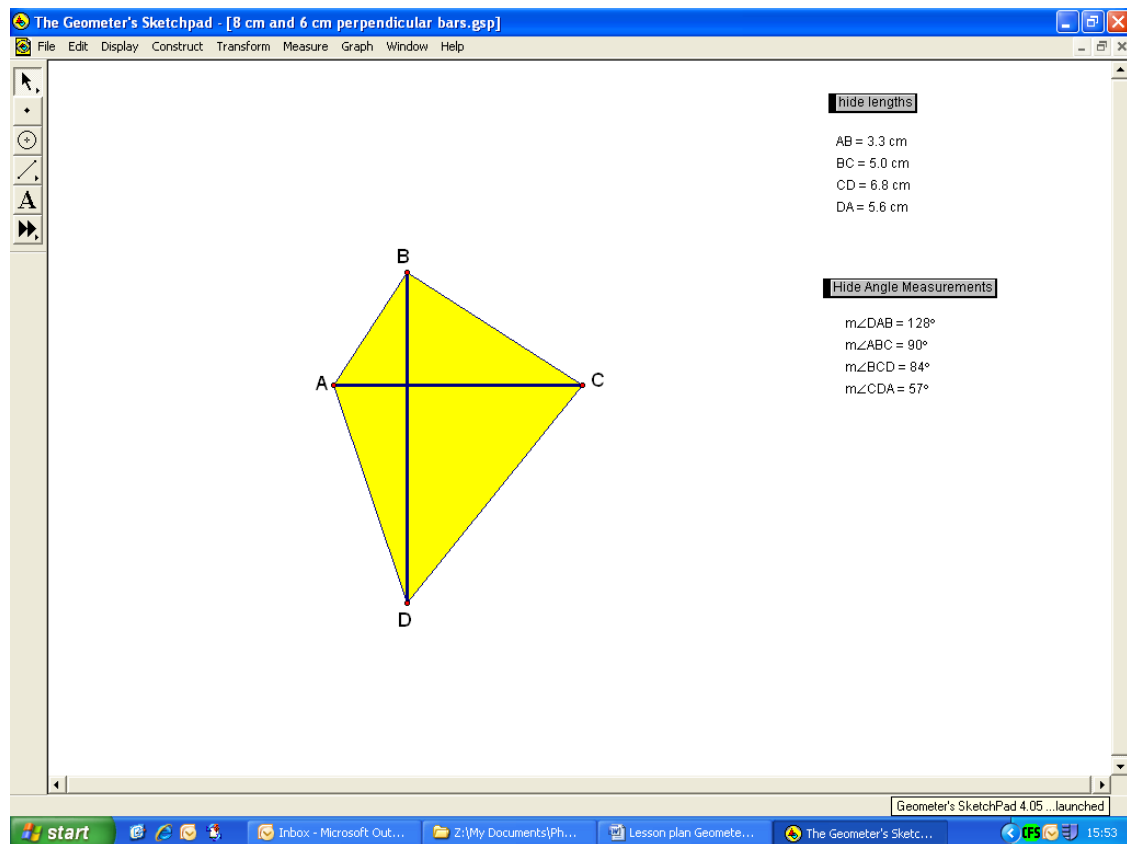 The Geometer's Sketchpad - [8 cm and 6 cm perpendicular bars.gsp]
File Edit Display Construct Transform Measure Graph Window Help
A
hide lengths
AB = 3.3 cm
BC = 5.0 cm
CD = 6.8 cm
DA = 5.6 cm
B
Hide Angle Measurements
m∠DAB = 128°
m∠ABC = 90°
m∠BCD = 84°
m∠CDA = 57°
A
C
D
Geometer's SketchPad 4.05 ...launched
start
Inbox - Microsoft Out...
Z:\My Documents\Ph...
Lesson plan Geomete...
The Geometer's Sketc...
CFS
15:53